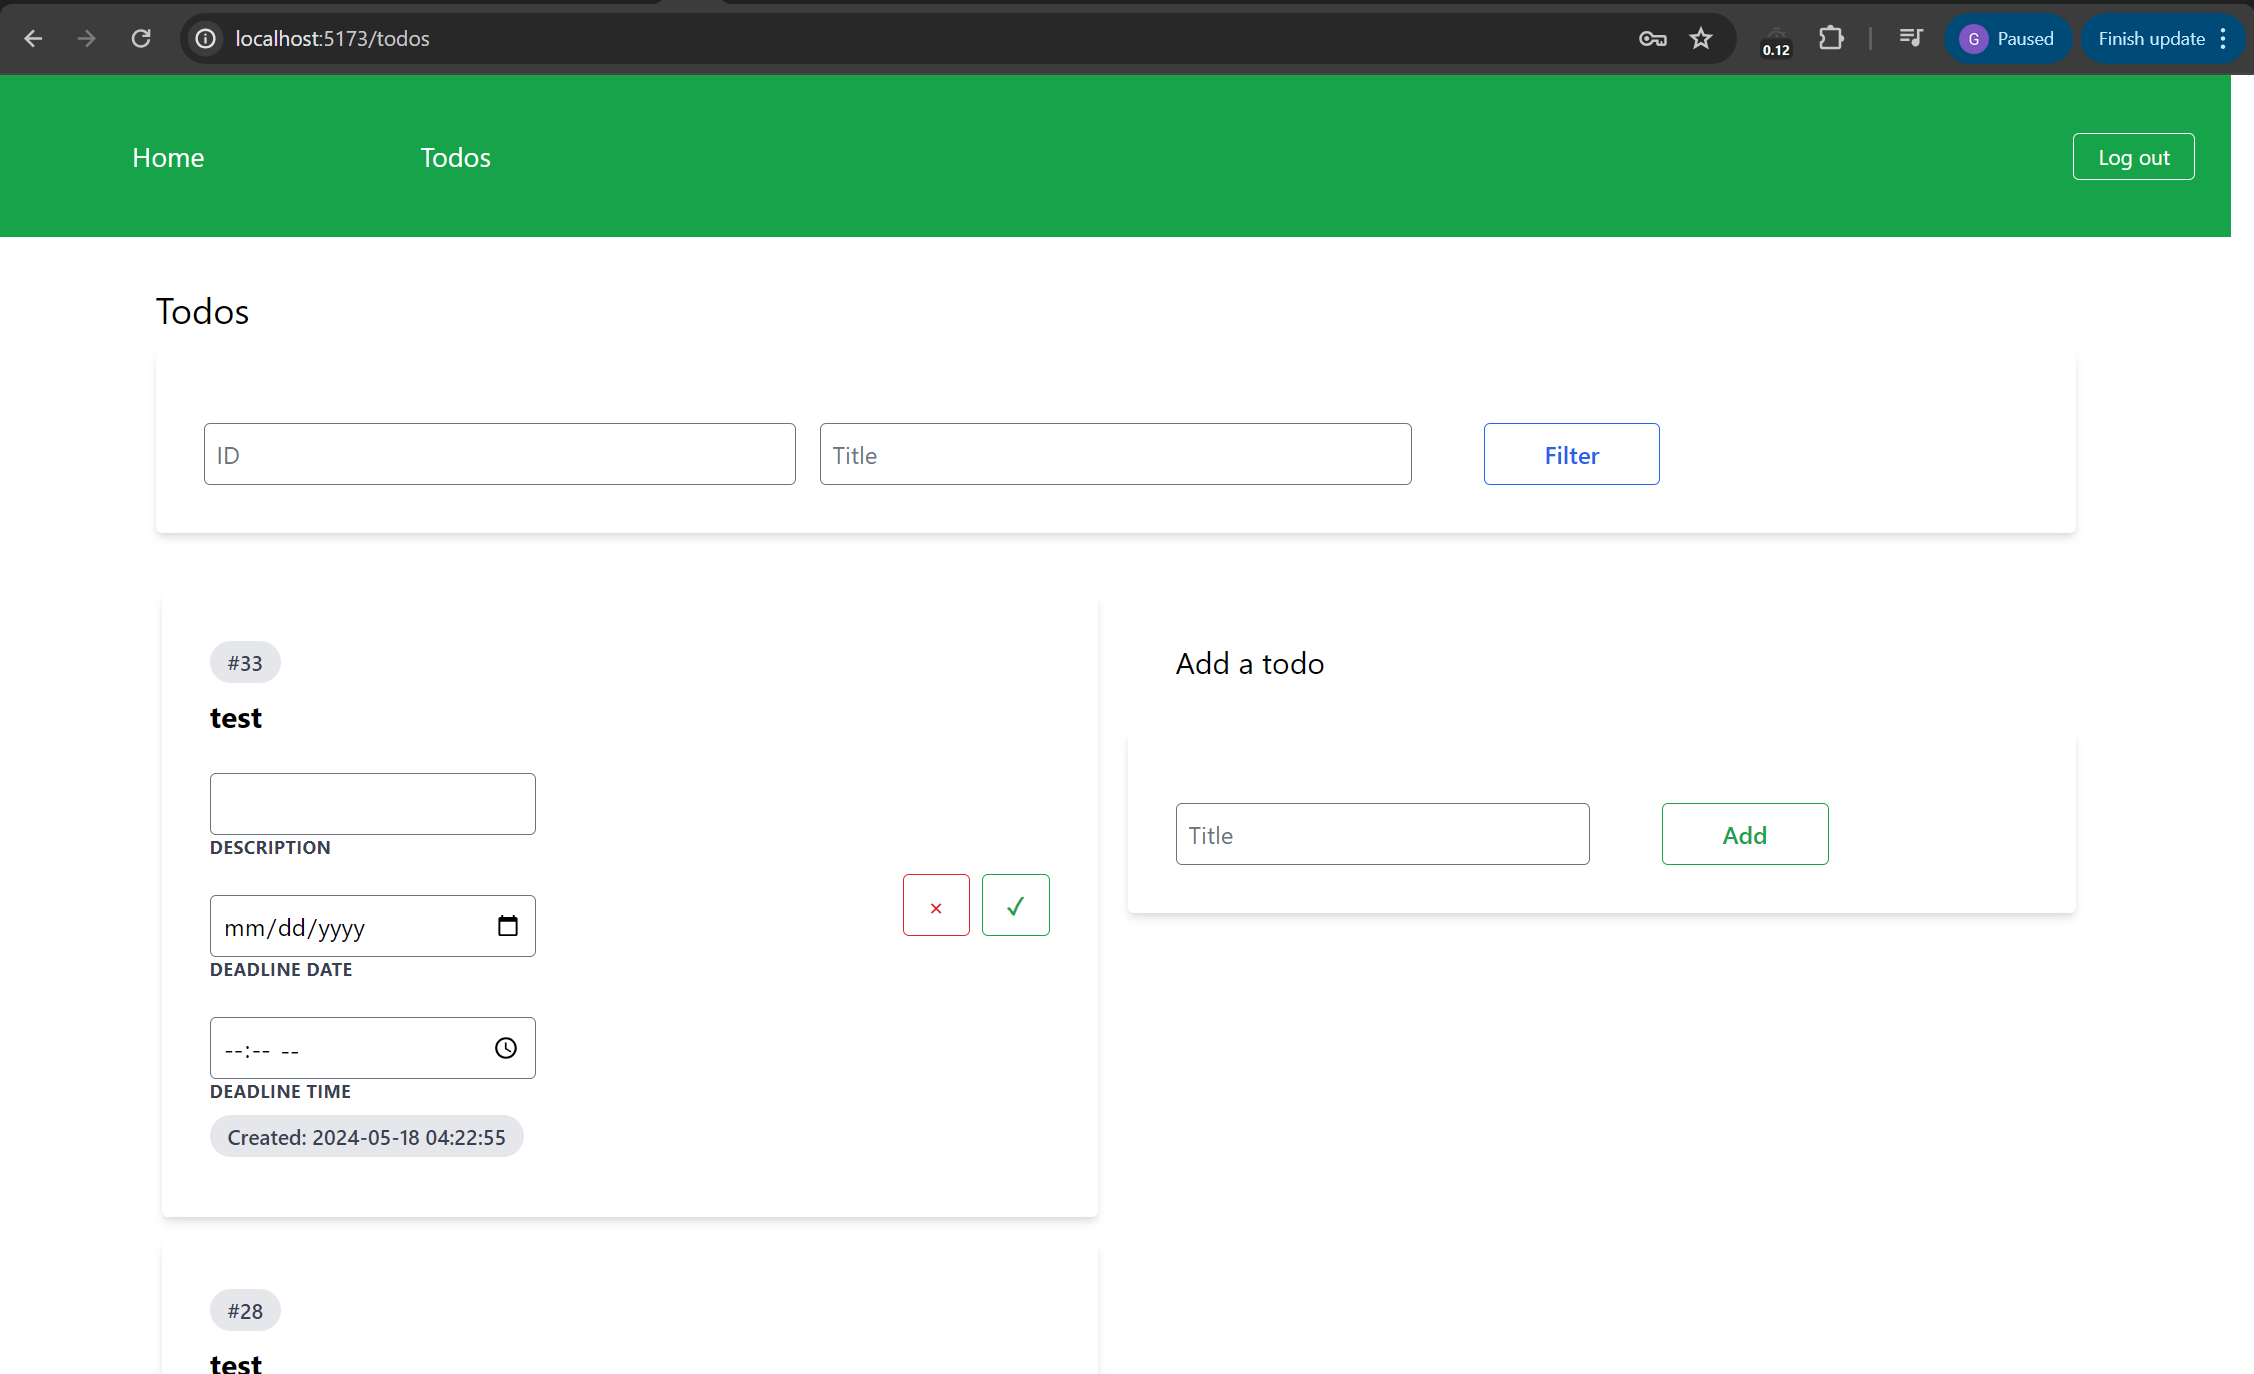 localhost:5173/todos
0.12
G Paused
Finish update
Home Todos Log out
Todos
ID Title Filter
#33
test
DESCRIPTION
mm/dd/yyyy
DEADLINE DATE
--:-- --
DEADLINE TIME
Created: 2024-05-18 04:22:55
× ✓
Add a todo
Title Add
#28
test